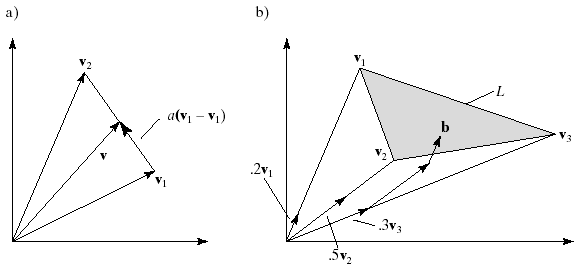 a)
v₂
a(v₁ – v₁)
v
v₁
b)
v₁
L
b
v₂
v₃
.2v₁
.3v₃
.5v₂